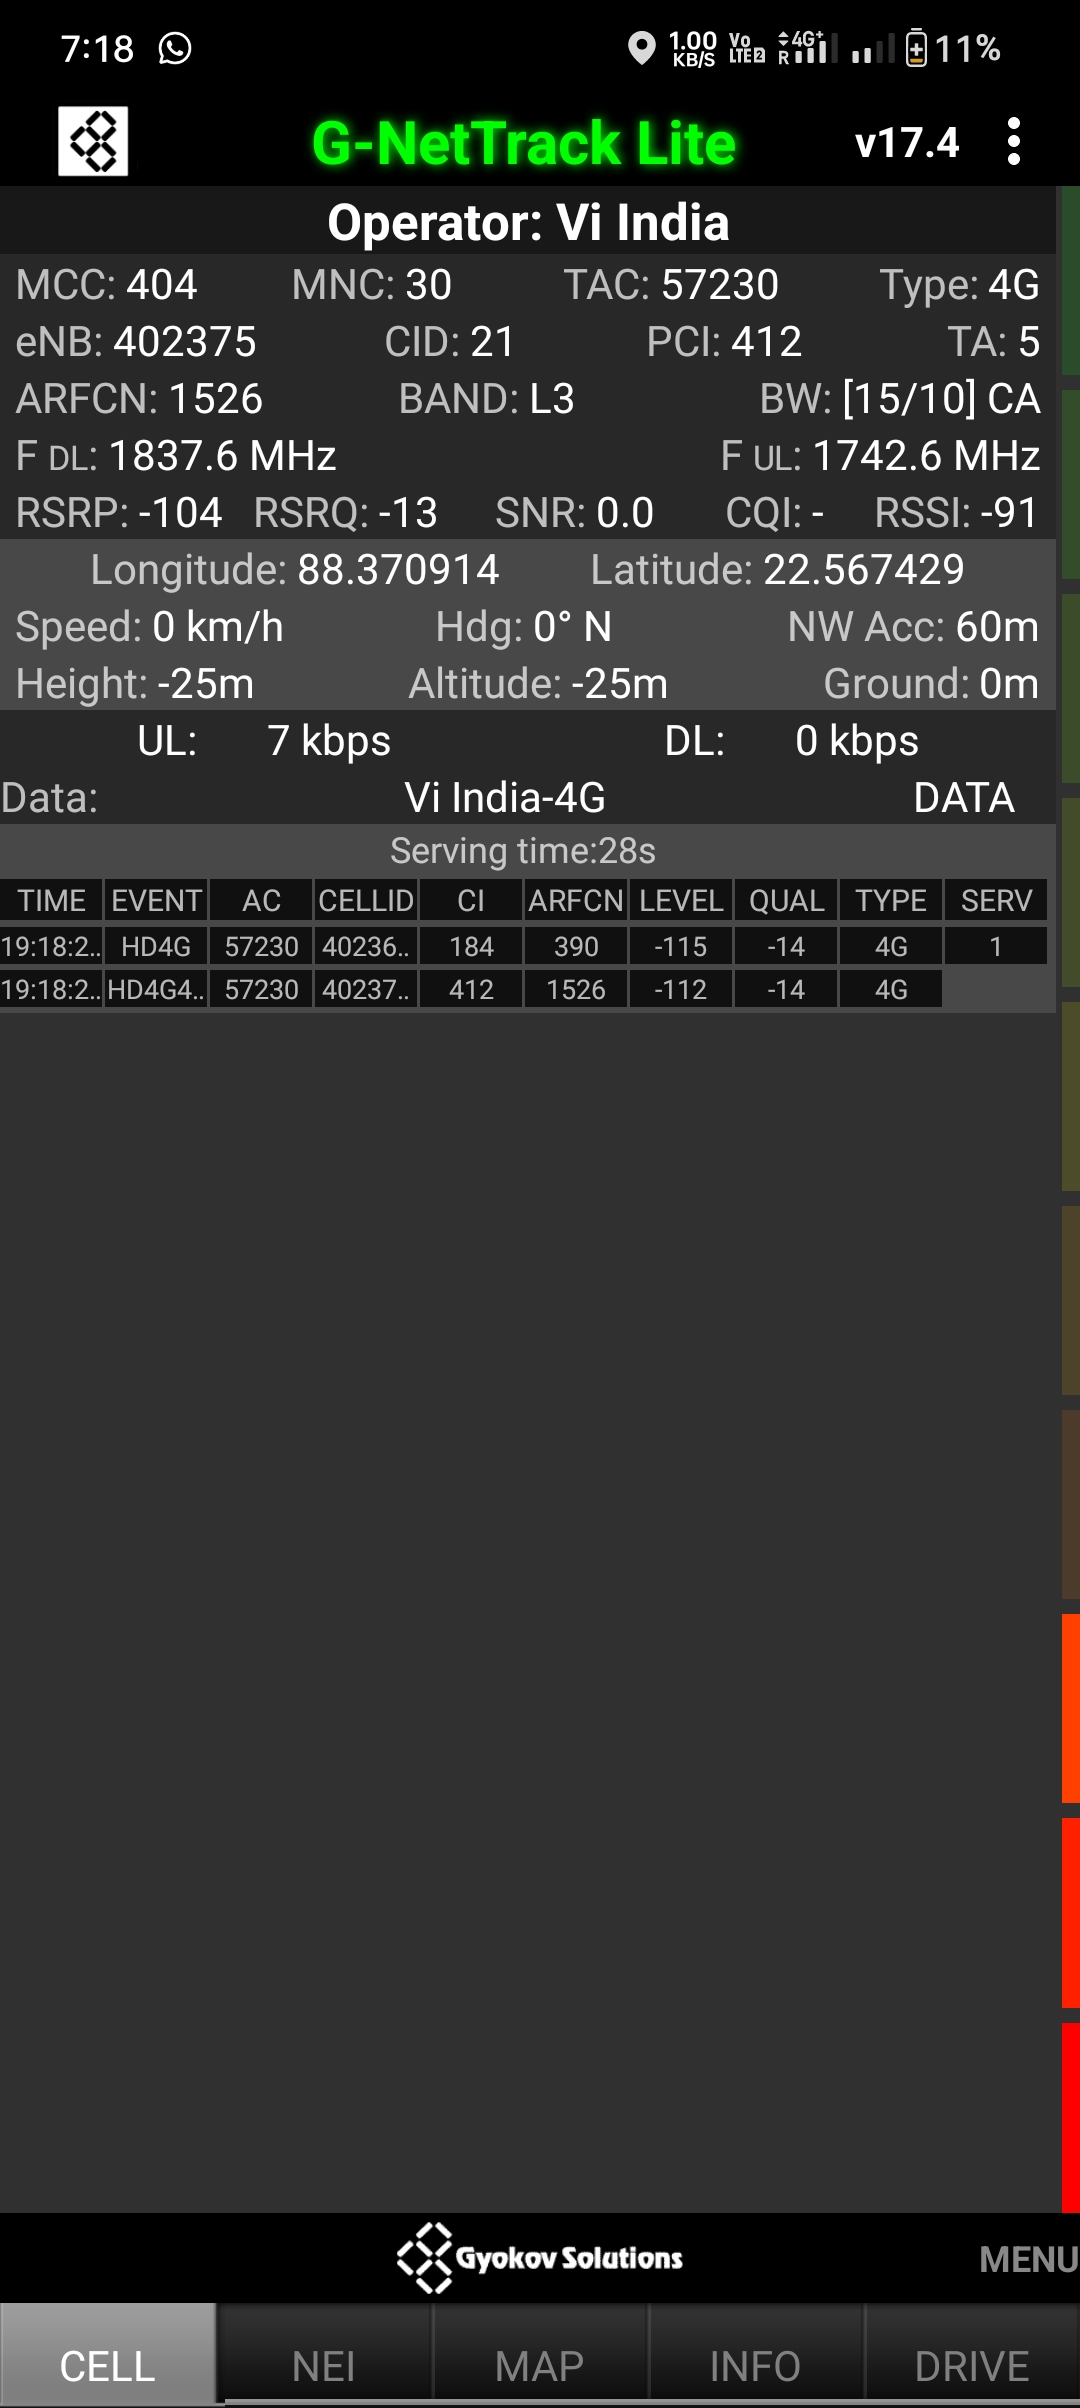 7:18 1.00 KB/S Vo LTE2 4G+ R 11%
G-NetTrack Lite v17.4
Operator: Vi India
MCC: 404 MNC: 30 TAC: 57230 Type: 4G
eNB: 402375 CID: 21 PCI: 412 TA: 5
ARFCN: 1526 BAND: L3 BW: [15/10] CA
F DL: 1837.6 MHz F UL: 1742.6 MHz
RSRP: -104 RSRQ: -13 SNR: 0.0 CQI: - RSSI: -91
Longitude: 88.370914 Latitude: 22.567429
Speed: 0 km/h Hdg: 0° N NW Acc: 60m
Height: -25m Altitude: -25m Ground: 0m
UL: 7 kbps DL: 0 kbps
Data: Vi India-4G DATA
Serving time:28s
TIME EVENT AC CELLID CI ARFCN LEVEL QUAL TYPE SERV
19:18:2.. HD4G 57230 40236.. 184 390 -115 -14 4G 1
19:18:2.. HD4G4.. 57230 40237.. 412 1526 -112 -14 4G
Gyokov Solutions MENU
CELL NEI MAP INFO DRIVE